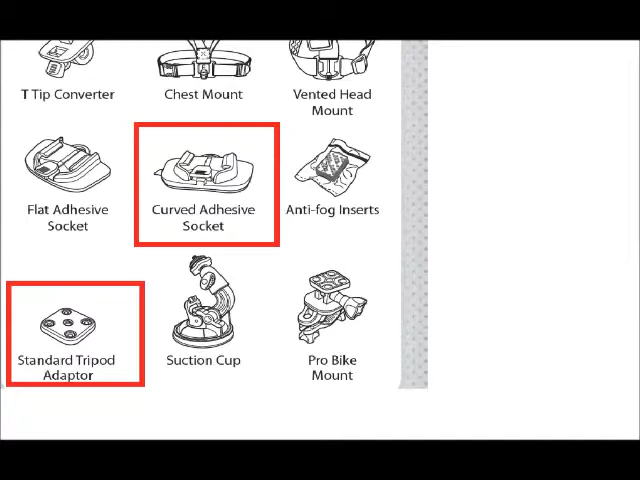 T Tip Converter
Chest Mount
Vented Head
Mount
Flat Adhesive
Socket
Curved Adhesive
Socket
Anti-fog Inserts
Standard Tripod
Adaptor
Suction Cup
Pro Bike
Mount